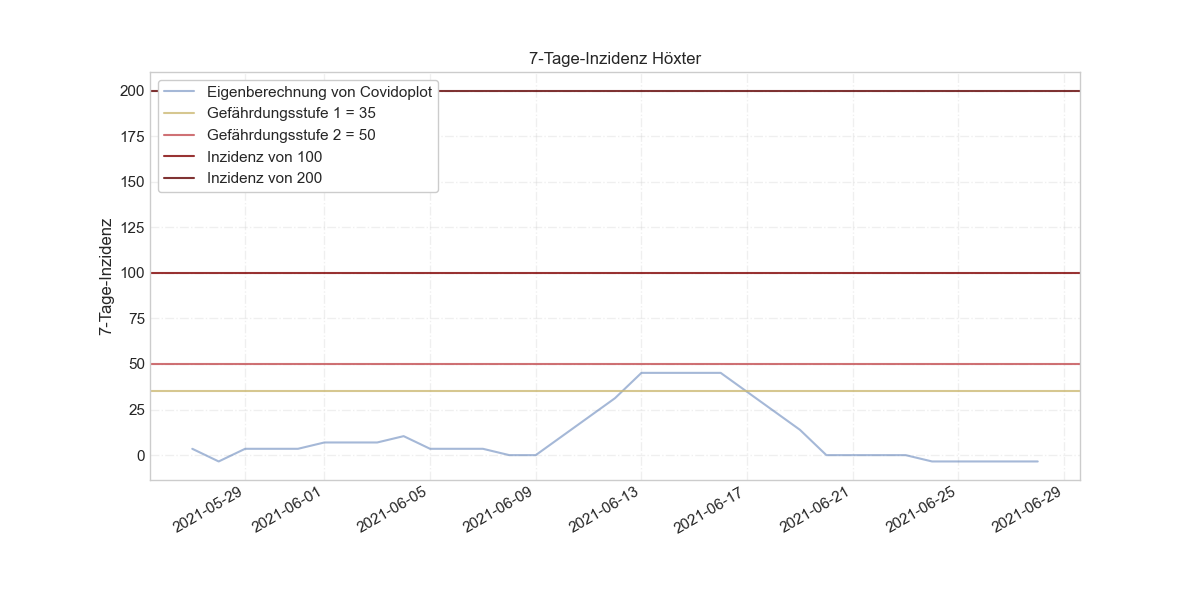 7-Tage-Inzidenz Höxter
Eigenberechnung von Covidoplot
Gefährdungsstufe 1 = 35
Gefährdungsstufe 2 = 50
Inzidenz von 100
Inzidenz von 200
7-Tage-Inzidenz
200
175
150
125
100
75
50
25
0
2021-05-29
2021-06-01
2021-06-05
2021-06-09
2021-06-13
2021-06-17
2021-06-21
2021-06-25
2021-06-29